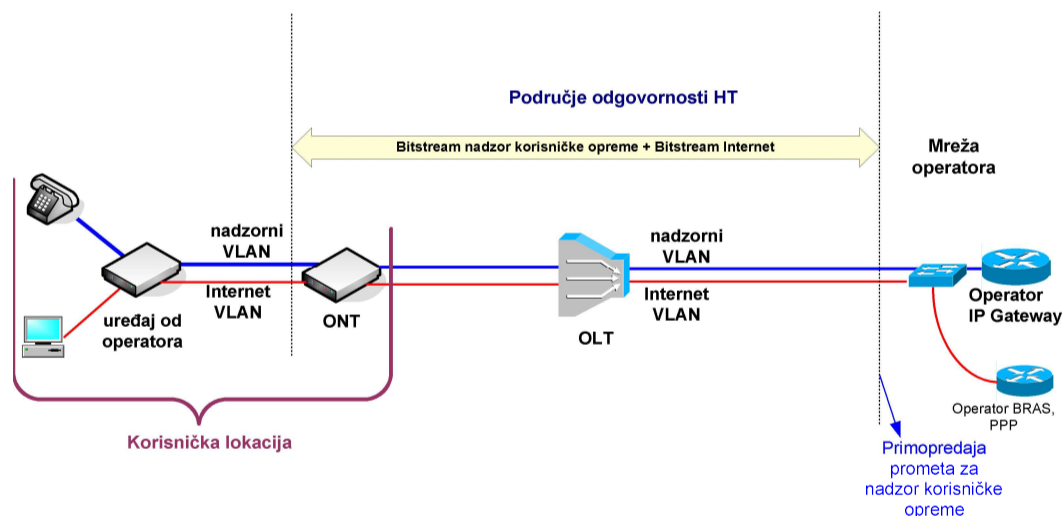 Područje odgovornosti HT
Bitstream nadzor korisničke opreme + Bitstream Internet
Mreža
operatora
nadzorni
VLAN
Internet
VLAN
uređaj od
operatora
ONT
nadzorni
VLAN
Internet
VLAN
OLT
Operator
IP Gateway
Operator BRAS,
PPP
Korisnička lokacija
Primopredaja
prometa za
nadzor korisničke
opreme